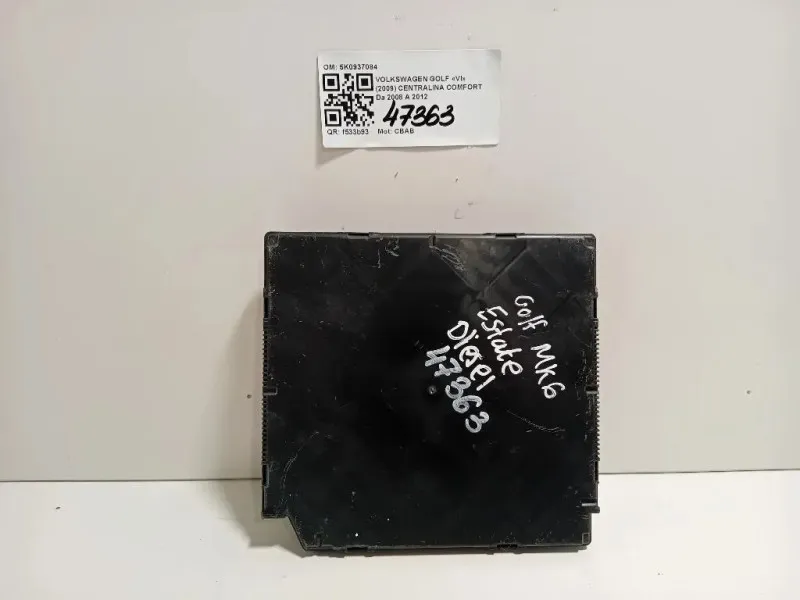 OM: 5K0937084
VOLKSWAGEN GOLF «VI»
(2009) CENTRALINA COMFORT
Da 2008 A 2012
47363
QR: f533b93 Mot: CBAB
Golf MK6
Estate
Diesel
47363